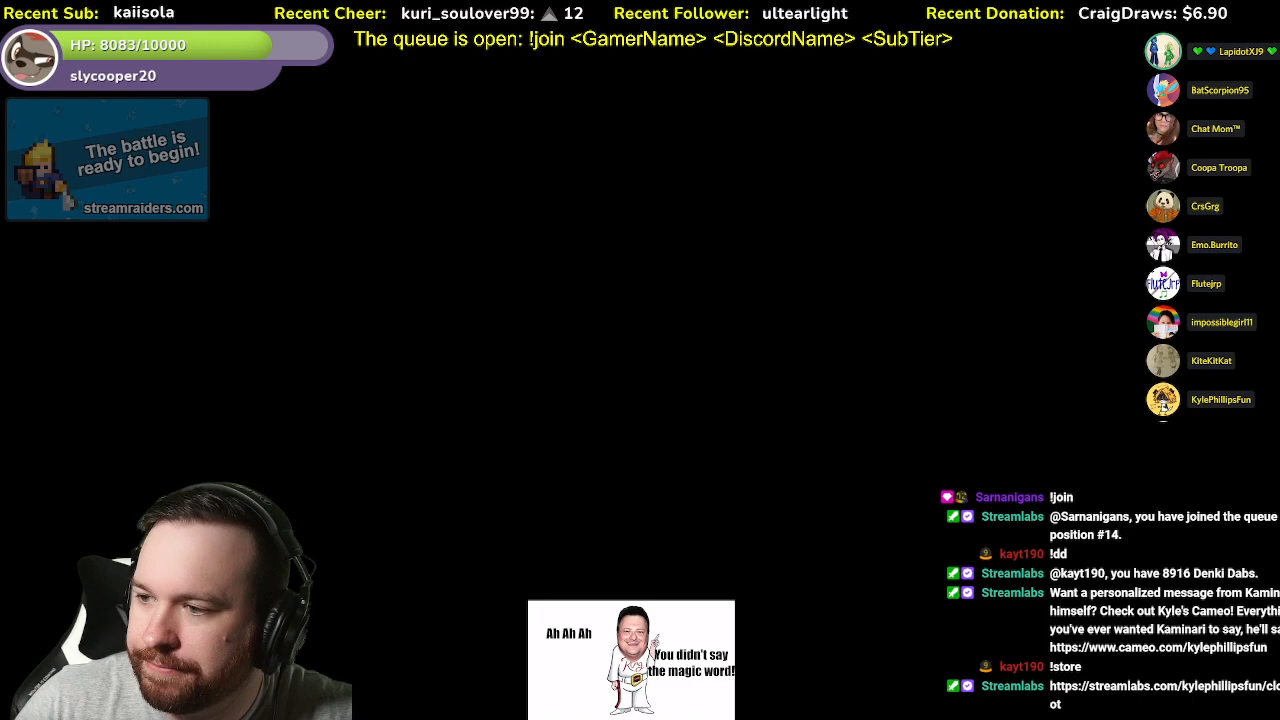 Recent Sub: kaiisola
Recent Cheer: kuri_soulover99: 12
Recent Follower: ultearlight
Recent Donation: CraigDraws: $6.90
HP: 8083/10000
slycooper20
The queue is open: !join <GamerName> <DiscordName> <SubTier>
The battle is
ready to begin!
streamraiders.com
LapidotXJ9
BatScorpion95
Chat Mom™
Coopa Troopa
CrsGrg
Emo.Burrito
Flutejrp
impossiblegirl11
KiteKitKat
KylePhillipsFun
Sarnanigans !join
Streamlabs @Sarnanigans, you have joined the queue
position #14.
kayt190 !dd
Streamlabs @kayt190, you have 8916 Denki Dabs.
Streamlabs Want a personalized message from Kamin
himself? Check out Kyle's Cameo! Everythi
you've ever wanted Kaminari to say, he'll sa
https://www.cameo.com/kylephillipsfun
kayt190 !store
Streamlabs https://streamlabs.com/kylephillipsfun/clo
ot
Ah Ah Ah
You didn't say
the magic word!